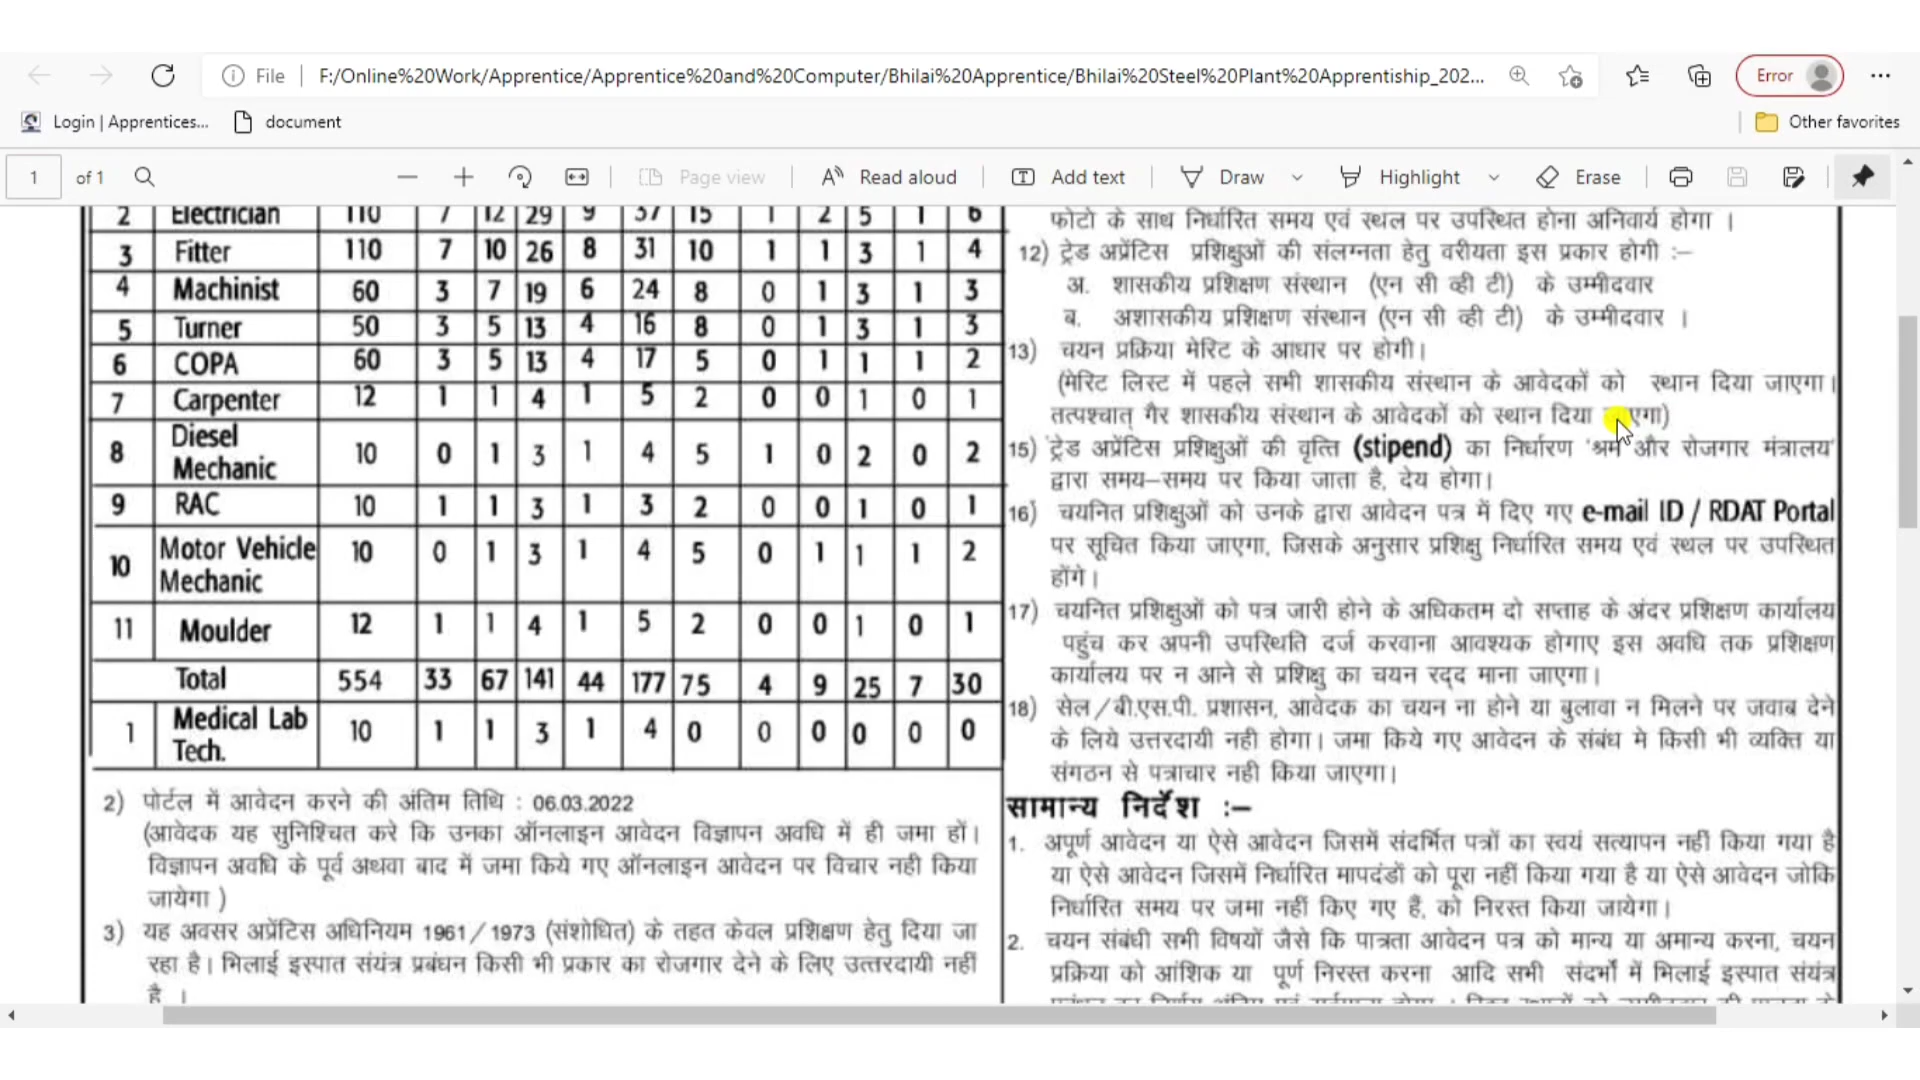 File
F:/Online%20Work/Apprentice/Apprentice%20and%20Computer/Bhilai%20Apprentice/Bhilai%20Steel%20Plant%20Apprentiship_202...
Error
Login | Apprentices...
document
Other favorites
1 of 1
Page view
Read aloud
Add text
Draw
Highlight
Erase
2 Electrician 110 7 12 29 9 37 15 1 2 5 1 6
3 Fitter 110 7 10 26 8 31 10 1 1 3 1 4
4 Machinist 60 3 7 19 6 24 8 0 1 3 1 3
5 Turner 50 3 5 13 4 16 8 0 1 3 1 3
6 COPA 60 3 5 13 4 17 5 0 1 1 1 2
7 Carpenter 12 1 1 4 1 5 2 0 0 1 0 1
8 Diesel Mechanic 10 0 1 3 1 4 5 1 0 2 0 2
9 RAC 10 1 1 3 1 3 2 0 0 1 0 1
10 Motor Vehicle Mechanic 10 0 1 3 1 4 5 0 1 1 1 2
11 Moulder 12 1 1 4 1 5 2 0 0 1 0 1
Total 554 33 67 141 44 177 75 4 9 25 7 30
1 Medical Lab Tech. 10 1 1 3 1 4 0 0 0 0 0 0
2) पोर्टल में आवेदन करने की अंतिम तिथि : 06.03.2022
(आवेदक यह सुनिश्चित करे कि उनका ऑनलाइन आवेदन विज्ञापन अवधि में ही जमा हों।
विज्ञापन अवधि के पूर्व अथवा बाद में जमा किये गए ऑनलाइन आवेदन पर विचार नही किया
जायेगा )
3) यह अवसर अप्रेंटिस अधिनियम 1961/1973 (संशोधित) के तहत केवल प्रशिक्षण हेतु दिया जा
रहा है। भिलाई इस्पात संयंत्र प्रबंधन किसी भी प्रकार का रोजगार देने के लिए उत्तरदायी नहीं
है ।
फोटो के साथ निर्धारित समय एवं स्थल पर उपस्थित होना अनिवार्य होगा ।
12) ट्रेड अप्रेंटिस प्रशिक्षुओं की संलग्नता हेतु वरीयता इस प्रकार होगी :–
अ. शासकीय प्रशिक्षण संस्थान (एन सी व्ही टी) के उम्मीदवार
ब. अशासकीय प्रशिक्षण संस्थान (एन सी व्ही टी) के उम्मीदवार ।
13) चयन प्रक्रिया मेरिट के आधार पर होगी।
(मेरिट लिस्ट में पहले सभी शासकीय संस्थान के आवेदकों को स्थान दिया जाएगा।
तत्पश्चात् गैर शासकीय संस्थान के आवेदकों को स्थान दिया जाएगा)
15) ट्रेड अप्रेंटिस प्रशिक्षुओं की वृत्ति (stipend) का निर्धारण 'श्रम और रोजगार मंत्रालय'
द्वारा समय–समय पर किया जाता है, देय होगा।
16) चयनित प्रशिक्षुओं को उनके द्वारा आवेदन पत्र में दिए गए e-mail ID / RDAT Portal
पर सूचित किया जाएगा, जिसके अनुसार प्रशिक्षु निर्धारित समय एवं स्थल पर उपस्थित
होंगे।
17) चयनित प्रशिक्षुओं को पत्र जारी होने के अधिकतम दो सप्ताह के अंदर प्रशिक्षण कार्यालय
पहुंच कर अपनी उपस्थिति दर्ज करवाना आवश्यक होगाए इस अवधि तक प्रशिक्षण
कार्यालय पर न आने से प्रशिक्षु का चयन रद्द माना जाएगा।
18) सेल/बी.एस.पी. प्रशासन, आवेदक का चयन ना होने या बुलावा न मिलने पर जवाब देने
के लिये उत्तरदायी नही होगा। जमा किये गए आवेदन के संबंध मे किसी भी व्यक्ति या
संगठन से पत्राचार नही किया जाएगा।
सामान्य निर्देश :–
1. अपूर्ण आवेदन या ऐसे आवेदन जिसमें संदर्भित पत्रों का स्वयं सत्यापन नहीं किया गया है
या ऐसे आवेदन जिसमें निर्धारित मापदंडों को पूरा नहीं किया गया है या ऐसे आवेदन जोकि
निर्धारित समय पर जमा नहीं किए गए हैं, को निरस्त किया जायेगा।
2. चयन संबंधी सभी विषयों जैसे कि पात्रता आवेदन पत्र को मान्य या अमान्य करना, चयन
प्रक्रिया को आंशिक या पूर्ण निरस्त करना आदि सभी संदर्भों में भिलाई इस्पात संयंत्र